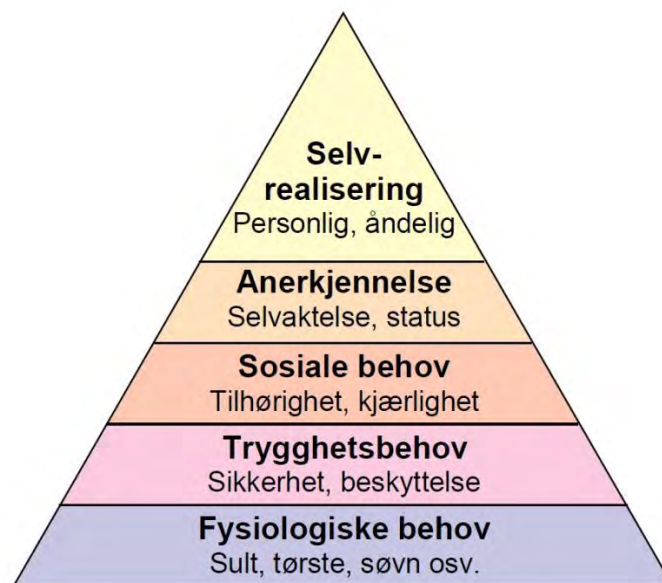 Selv-
realisering
Personlig, åndelig
Anerkjennelse
Selvaktelse, status
Sosiale behov
Tilhørighet, kjærlighet
Trygghetsbehov
Sikkerhet, beskyttelse
Fysiologiske behov
Sult, tørste, søvn osv.